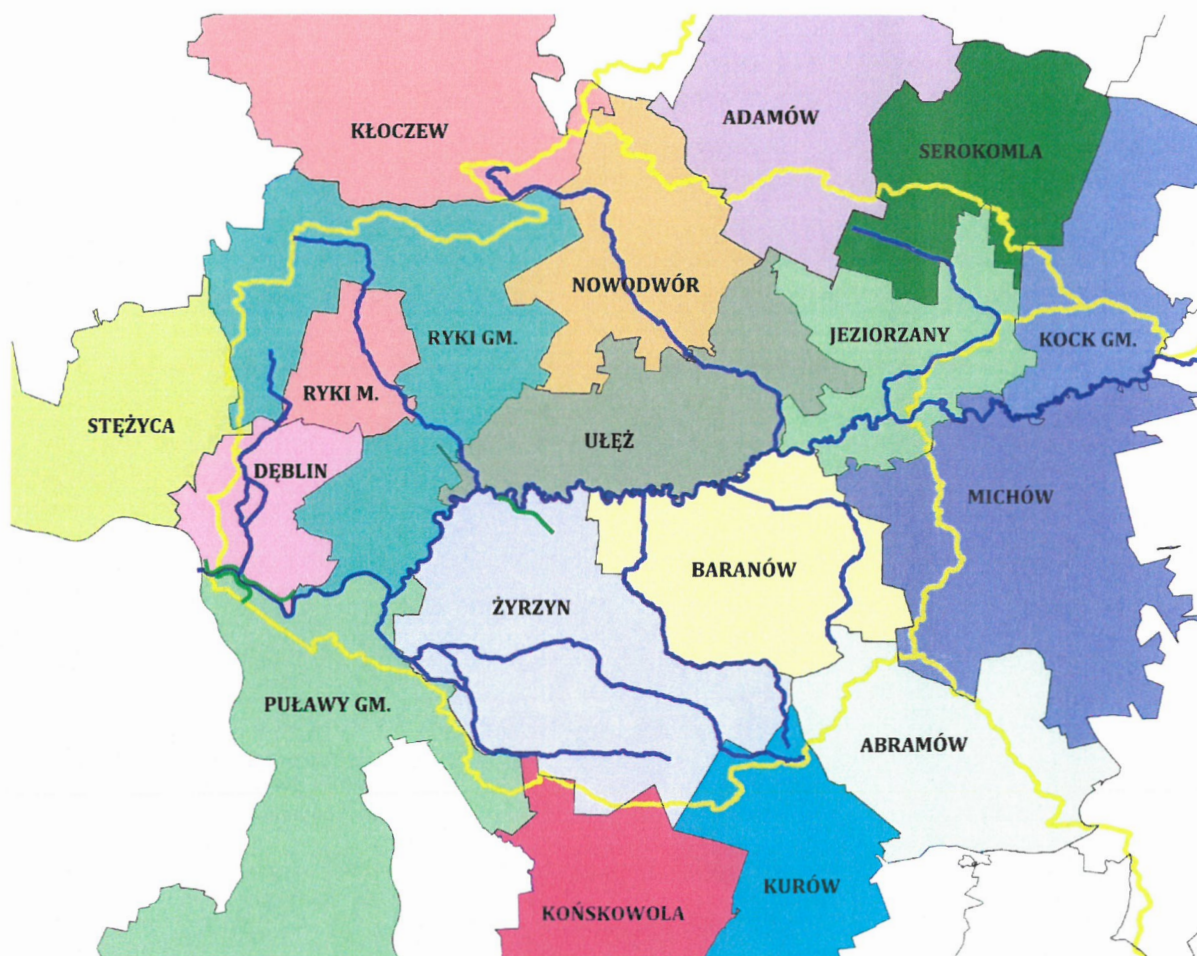 ADAMÓW
KŁOCZEW
SEROKOMLA
NOWODWÓR
RYKI GM.
JEZIORZANY
KOCK GM.
RYKI M.
STĘŻYCA
UŁĘŻ
DĘBLIN
MICHÓW
BARANÓW
ŻYRZYN
PUŁAWY GM.
ABRAMÓW
KURÓW
KOŃSKOWOLA